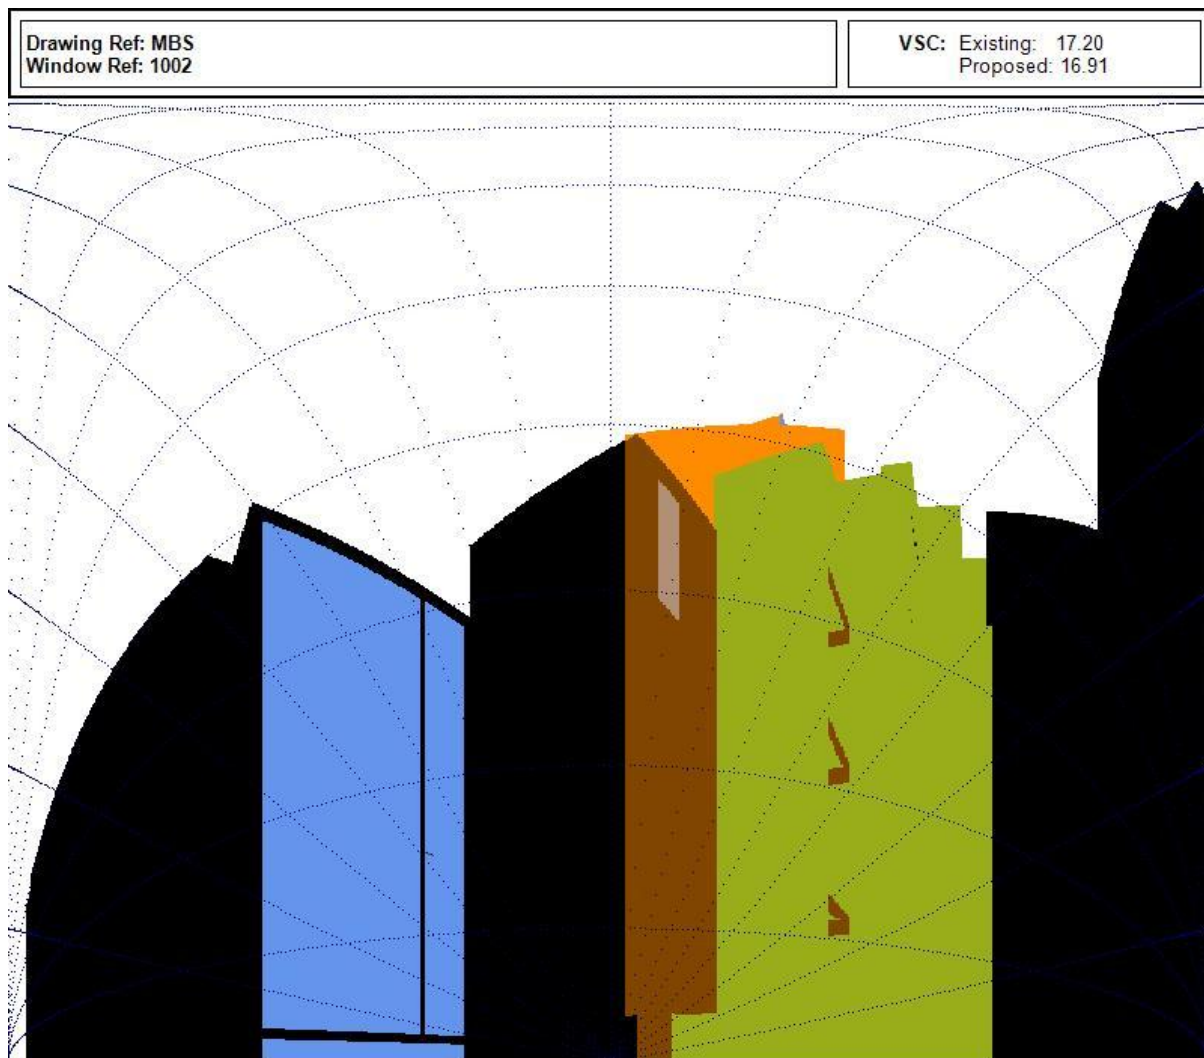 Drawing Ref: MBS
Window Ref: 1002
VSC: Existing: 17.20
Proposed: 16.91